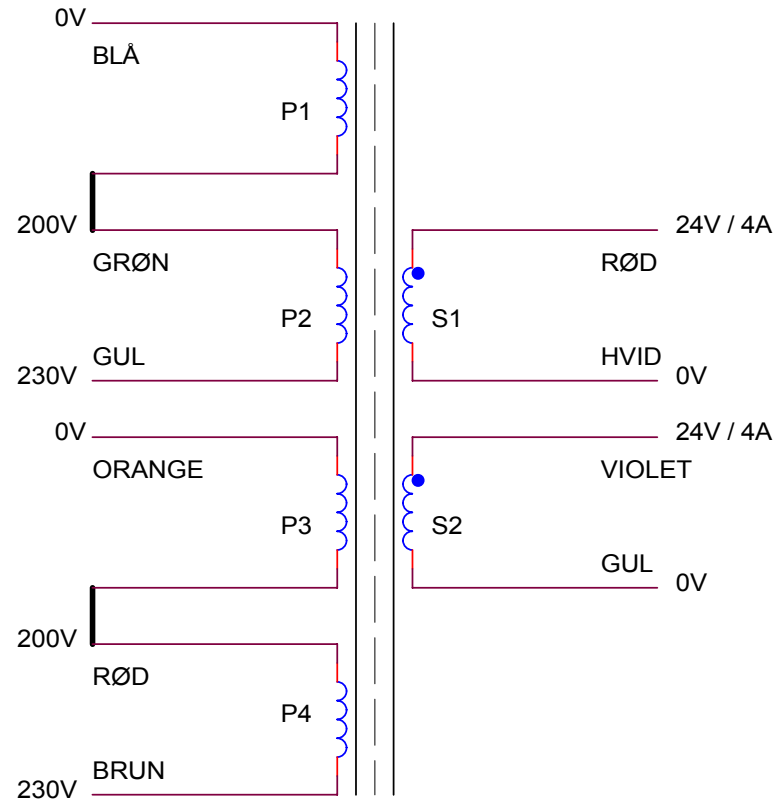 0V
BLÅ
P1
200V
24V / 4A
GRØN
RØD
P2
S1
GUL
HVID
230V
0V
0V
24V / 4A
ORANGE
VIOLET
P3
S2
GUL
0V
200V
RØD
P4
BRUN
230V